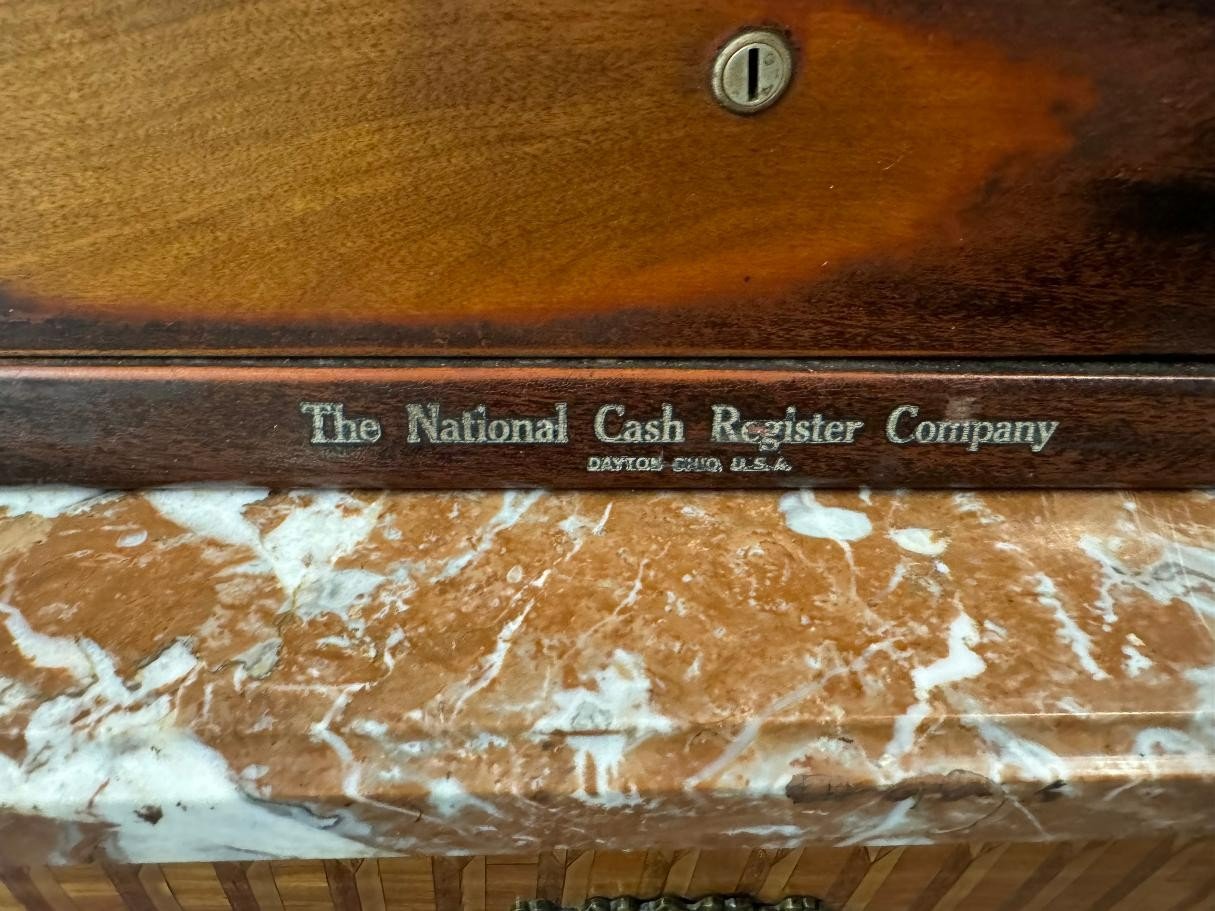 The National Cash Register Company
DAYTON OHIO, U.S.A.